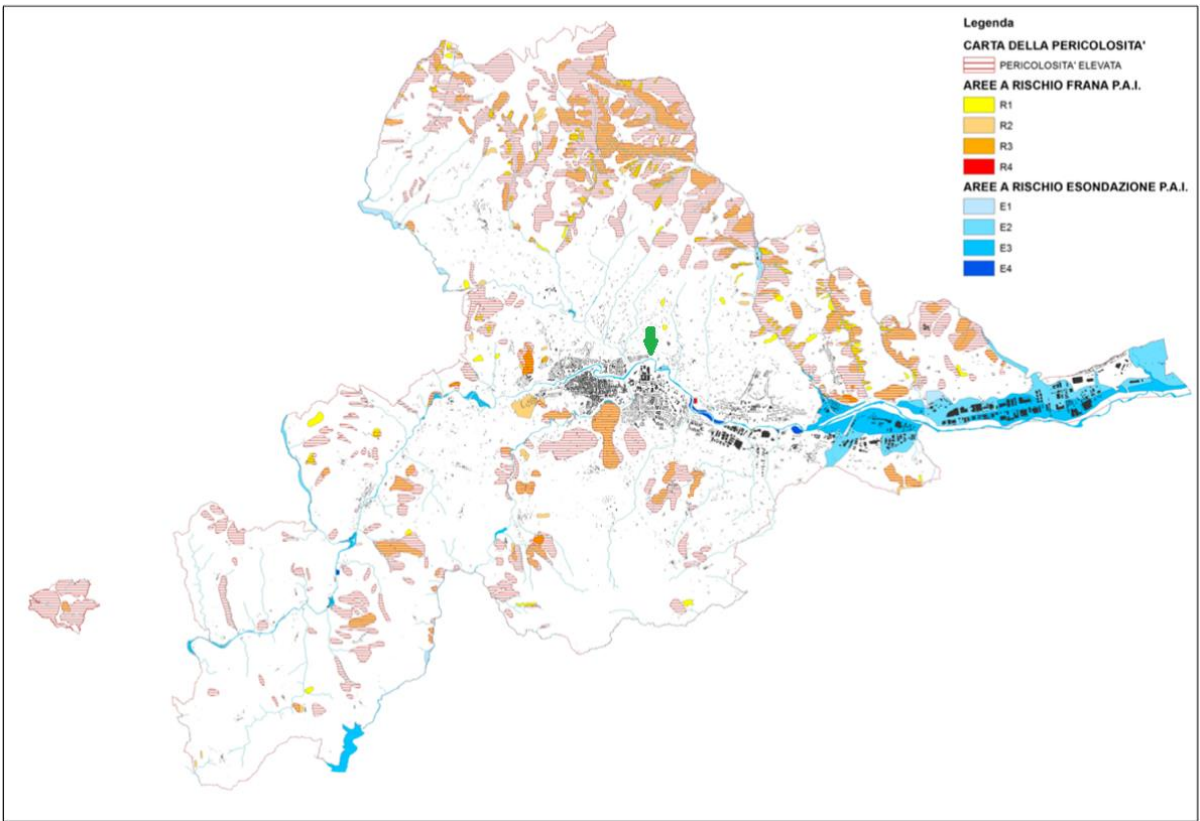 Legenda
CARTA DELLA PERICOLOSITA'
PERICOLOSITA' ELEVATA
AREE A RISCHIO FRANA P.A.I.
R1
R2
R3
R4
AREE A RISCHIO ESONDAZIONE P.A.I.
E1
E2
E3
E4